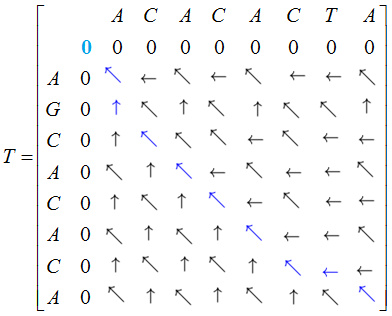 A C A C A C T A
0 0 0 0 0 0 0 0 0
A 0 ↖ ← ↖ ← ↖ ← ← ↖
G 0 ↑ ↖ ↑ ↖ ↑ ↖ ↖ ↑
T = C 0 ↑ ↖ ↖ ↖ ← ↖ ← ←
A 0 ↖ ↑ ↖ ← ↖ ← ← ↖
C 0 ↑ ↖ ↑ ↖ ← ↖ ← ←
A 0 ↖ ↑ ↖ ↑ ↖ ← ← ↖
C 0 ↑ ↖ ↑ ↖ ↑ ↖ ← ←
A 0 ↖ ↑ ↖ ↑ ↖ ↑ ↖ ↖